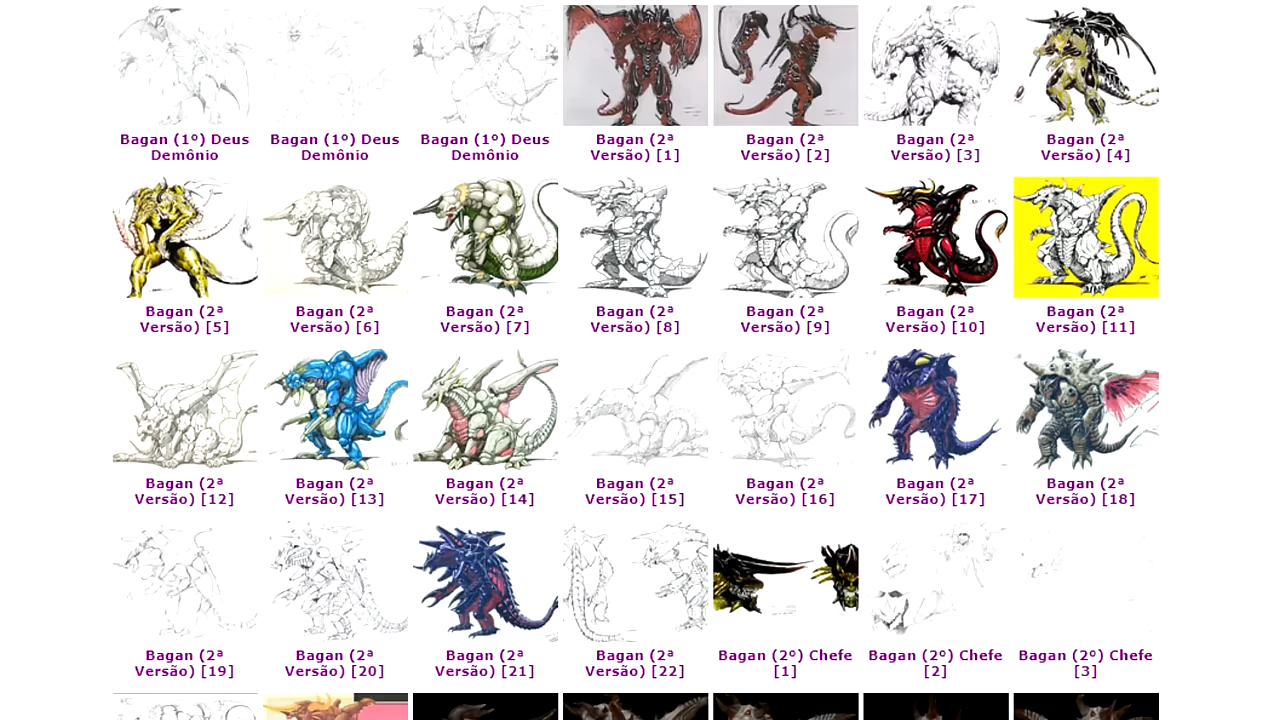 Bagan (1º) Deus
Demônio
Bagan (1º) Deus
Demônio
Bagan (1º) Deus
Demônio
Bagan (2ª
Versão) [1]
Bagan (2ª
Versão) [2]
Bagan (2ª
Versão) [3]
Bagan (2ª
Versão) [4]
Bagan (2ª
Versão) [5]
Bagan (2ª
Versão) [6]
Bagan (2ª
Versão) [7]
Bagan (2ª
Versão) [8]
Bagan (2ª
Versão) [9]
Bagan (2ª
Versão) [10]
Bagan (2ª
Versão) [11]
Bagan (2ª
Versão) [12]
Bagan (2ª
Versão) [13]
Bagan (2ª
Versão) [14]
Bagan (2ª
Versão) [15]
Bagan (2ª
Versão) [16]
Bagan (2ª
Versão) [17]
Bagan (2ª
Versão) [18]
Bagan (2ª
Versão) [19]
Bagan (2ª
Versão) [20]
Bagan (2ª
Versão) [21]
Bagan (2ª
Versão) [22]
Bagan (2º) Chefe
[1]
Bagan (2º) Chefe
[2]
Bagan (2º) Chefe
[3]